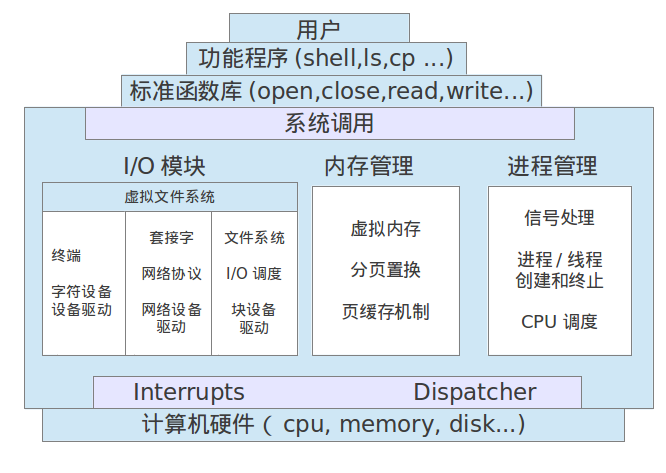 用户
功能程序 (shell,ls,cp ...)
标准函数库 (open,close,read,write...)
系统调用
I/O 模块
内存管理
进程管理
虚拟文件系统
终端
字符设备
设备驱动
套接字
网络协议
网络设备
驱动
文件系统
I/O 调度
块设备
驱动
虚拟内存
分页置换
页缓存机制
信号处理
进程 / 线程
创建和终止
CPU 调度
Interrupts
Dispatcher
计算机硬件（ cpu, memory, disk...)